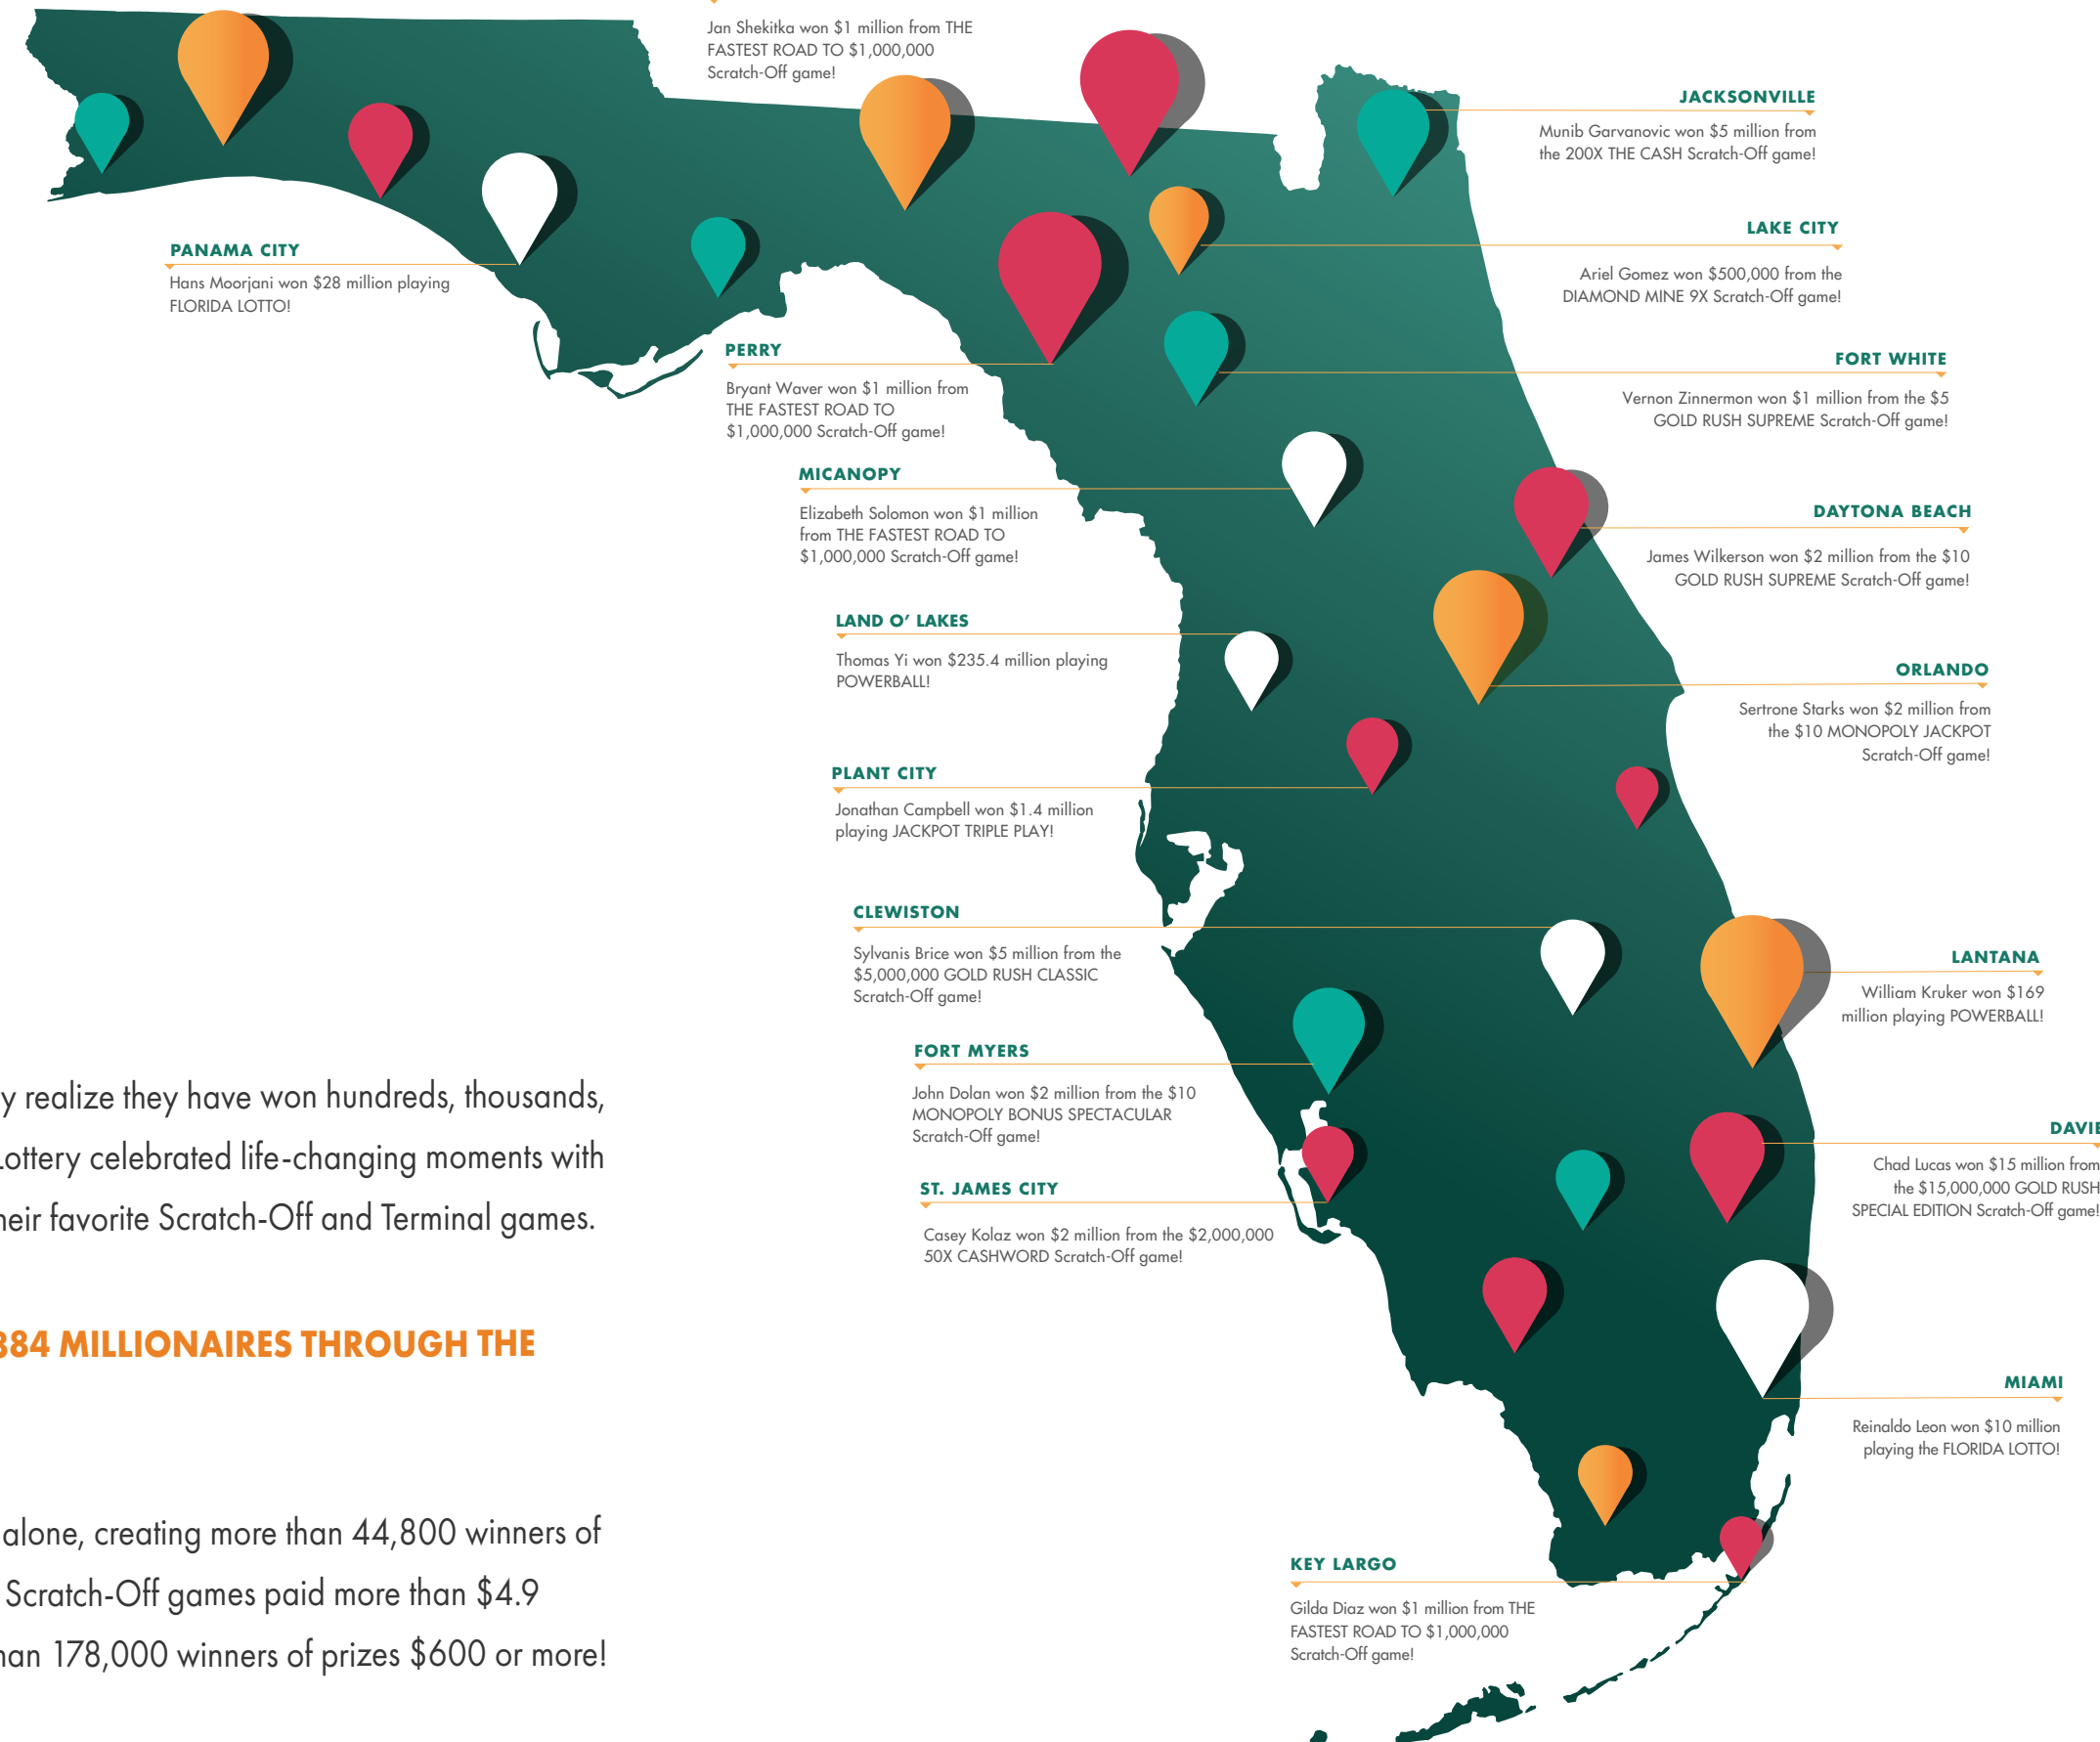 Jan Shekitka won $1 million from THE
FASTEST ROAD TO $1,000,000
Scratch-Off game!
JACKSONVILLE
Munib Garvanovic won $5 million from
the 200X THE CASH Scratch-Off game!
LAKE CITY
Ariel Gomez won $500,000 from the
DIAMOND MINE 9X Scratch-Off game!
PANAMA CITY
Hans Moorjani won $28 million playing
FLORIDA LOTTO!
PERRY
Bryant Waver won $1 million from
THE FASTEST ROAD TO
$1,000,000 Scratch-Off game!
FORT WHITE
Vernon Zinnermon won $1 million from the $5
GOLD RUSH SUPREME Scratch-Off game!
MICANOPY
Elizabeth Solomon won $1 million
from THE FASTEST ROAD TO
$1,000,000 Scratch-Off game!
DAYTONA BEACH
James Wilkerson won $2 million from the $10
GOLD RUSH SUPREME Scratch-Off game!
LAND O’ LAKES
Thomas Yi won $235.4 million playing
POWERBALL!
ORLANDO
Sertrone Starks won $2 million from
the $10 MONOPOLY JACKPOT
Scratch-Off game!
PLANT CITY
Jonathan Campbell won $1.4 million
playing JACKPOT TRIPLE PLAY!
CLEWISTON
Sylvanis Brice won $5 million from the
$5,000,000 GOLD RUSH CLASSIC
Scratch-Off game!
LANTANA
William Kruker won $169
million playing POWERBALL!
FORT MYERS
John Dolan won $2 million from the $10
MONOPOLY BONUS SPECTACULAR
Scratch-Off game!
DAVIE
Chad Lucas won $15 million from
the $15,000,000 GOLD RUSH
SPECIAL EDITION Scratch-Off game!
ST. JAMES CITY
Casey Kolaz won $2 million from the $2,000,000
50X CASHWORD Scratch-Off game!
MIAMI
Reinaldo Leon won $10 million
playing the FLORIDA LOTTO!
KEY LARGO
Gilda Diaz won $1 million from THE
FASTEST ROAD TO $1,000,000
Scratch-Off game!
y realize they have won hundreds, thousands,
Lottery celebrated life-changing moments with
heir favorite Scratch-Off and Terminal games.
384 MILLIONAIRES THROUGH THE
alone, creating more than 44,800 winners of
Scratch-Off games paid more than $4.9
han 178,000 winners of prizes $600 or more!